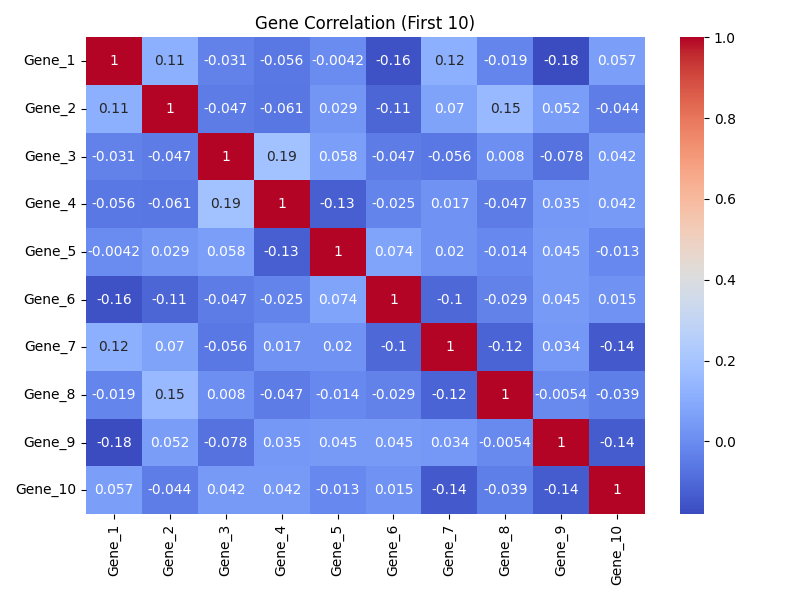 Gene Correlation (First 10)
Gene_1 1 0.11 -0.031 -0.056 -0.0042 -0.16 0.12 -0.019 -0.18 0.057
Gene_2 0.11 1 -0.047 -0.061 0.029 -0.11 0.07 0.15 0.052 -0.044
Gene_3 -0.031 -0.047 1 0.19 0.058 -0.047 -0.056 0.008 -0.078 0.042
Gene_4 -0.056 -0.061 0.19 1 -0.13 -0.025 0.017 -0.047 0.035 0.042
Gene_5 -0.0042 0.029 0.058 -0.13 1 0.074 0.02 -0.014 0.045 -0.013
Gene_6 -0.16 -0.11 -0.047 -0.025 0.074 1 -0.1 -0.029 0.045 0.015
Gene_7 0.12 0.07 -0.056 0.017 0.02 -0.1 1 -0.12 0.034 -0.14
Gene_8 -0.019 0.15 0.008 -0.047 -0.014 -0.029 -0.12 1 -0.0054 -0.039
Gene_9 -0.18 0.052 -0.078 0.035 0.045 0.045 0.034 -0.0054 1 -0.14
Gene_10 0.057 -0.044 0.042 0.042 -0.013 0.015 -0.14 -0.039 -0.14 1
Gene_1 Gene_2 Gene_3 Gene_4 Gene_5 Gene_6 Gene_7 Gene_8 Gene_9 Gene_10
1.0
0.8
0.6
0.4
0.2
0.0